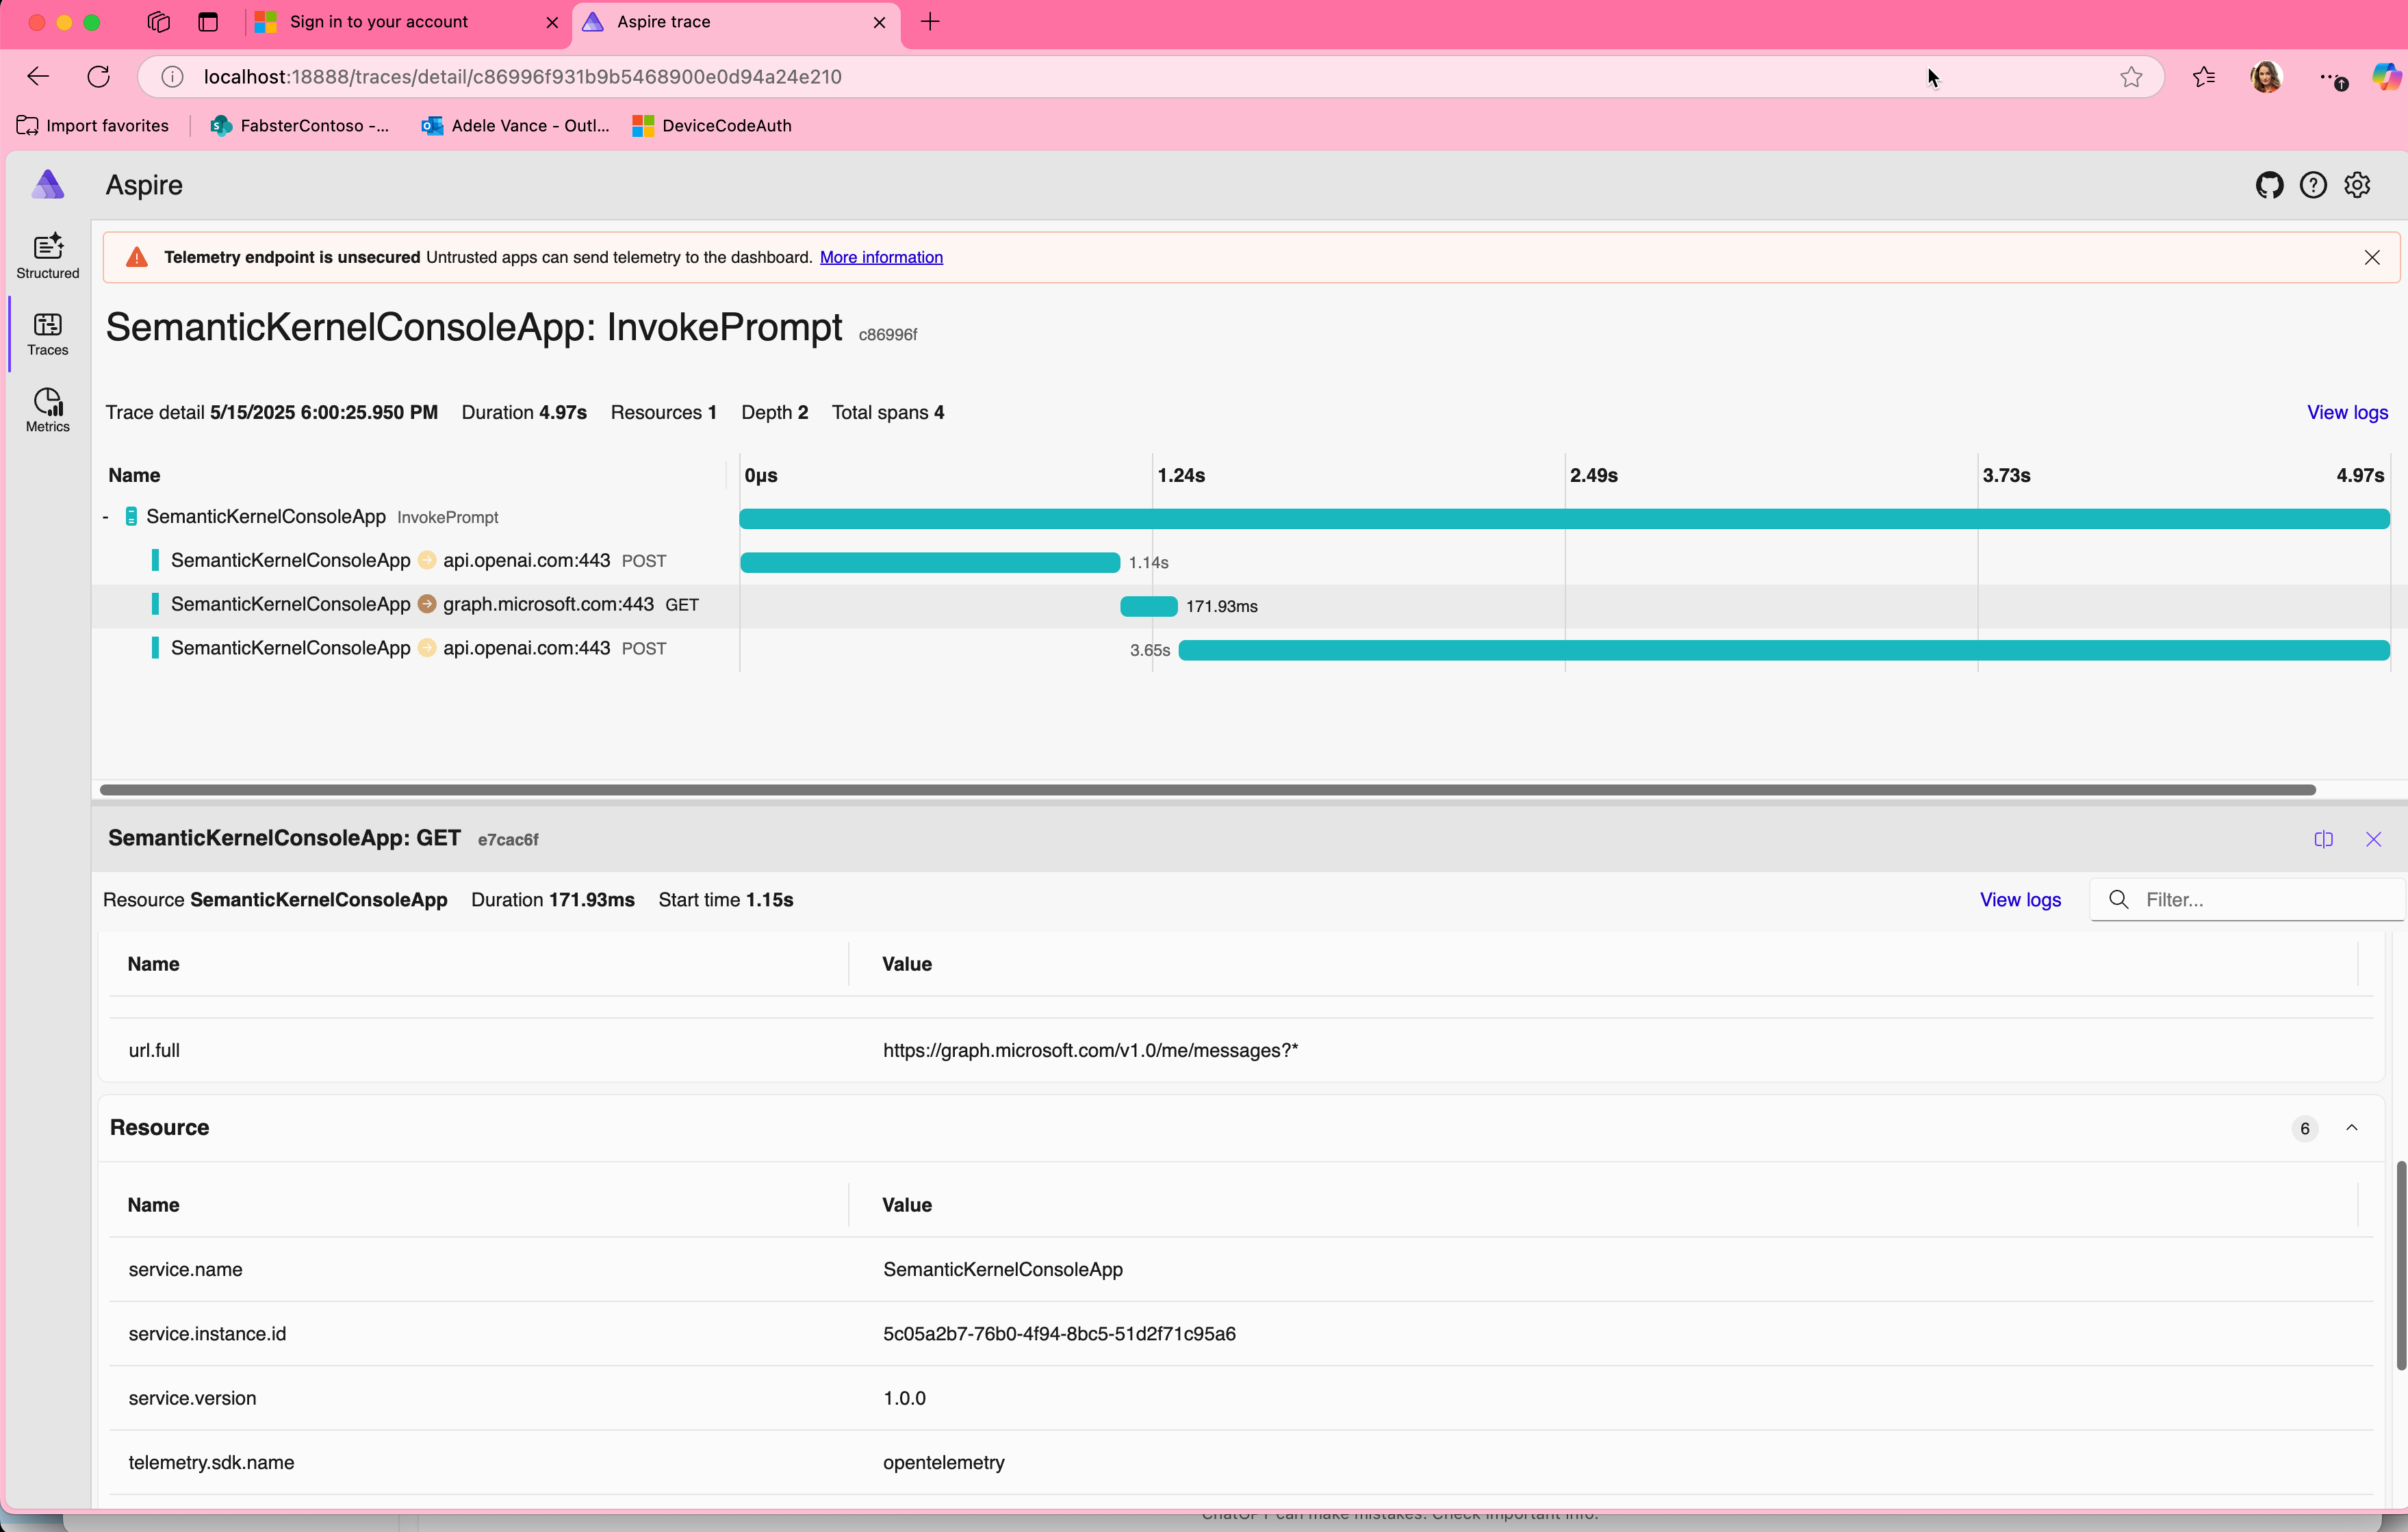 Sign in to your account
Aspire trace
localhost:18888/traces/detail/c86996f931b9b5468900e0d94a24e210
Import favorites
FabsterContoso -...
Adele Vance - Outl...
DeviceCodeAuth
Aspire
Structured
Traces
Metrics
Telemetry endpoint is unsecured Untrusted apps can send telemetry to the dashboard. More information
SemanticKernelConsoleApp: InvokePrompt c86996f
Trace detail 5/15/2025 6:00:25.950 PM Duration 4.97s Resources 1 Depth 2 Total spans 4 View logs
Name 0µs 1.24s 2.49s 3.73s 4.97s
- SemanticKernelConsoleApp InvokePrompt
SemanticKernelConsoleApp api.openai.com:443 POST 1.14s
SemanticKernelConsoleApp graph.microsoft.com:443 GET 171.93ms
SemanticKernelConsoleApp api.openai.com:443 POST 3.65s
SemanticKernelConsoleApp: GET e7cac6f
Resource SemanticKernelConsoleApp Duration 171.93ms Start time 1.15s View logs Filter...
Name Value
url.full https://graph.microsoft.com/v1.0/me/messages?*
Resource 6
Name Value
service.name SemanticKernelConsoleApp
service.instance.id 5c05a2b7-76b0-4f94-8bc5-51d2f71c95a6
service.version 1.0.0
telemetry.sdk.name opentelemetry
ChatGPT can make mistakes. Check important info.